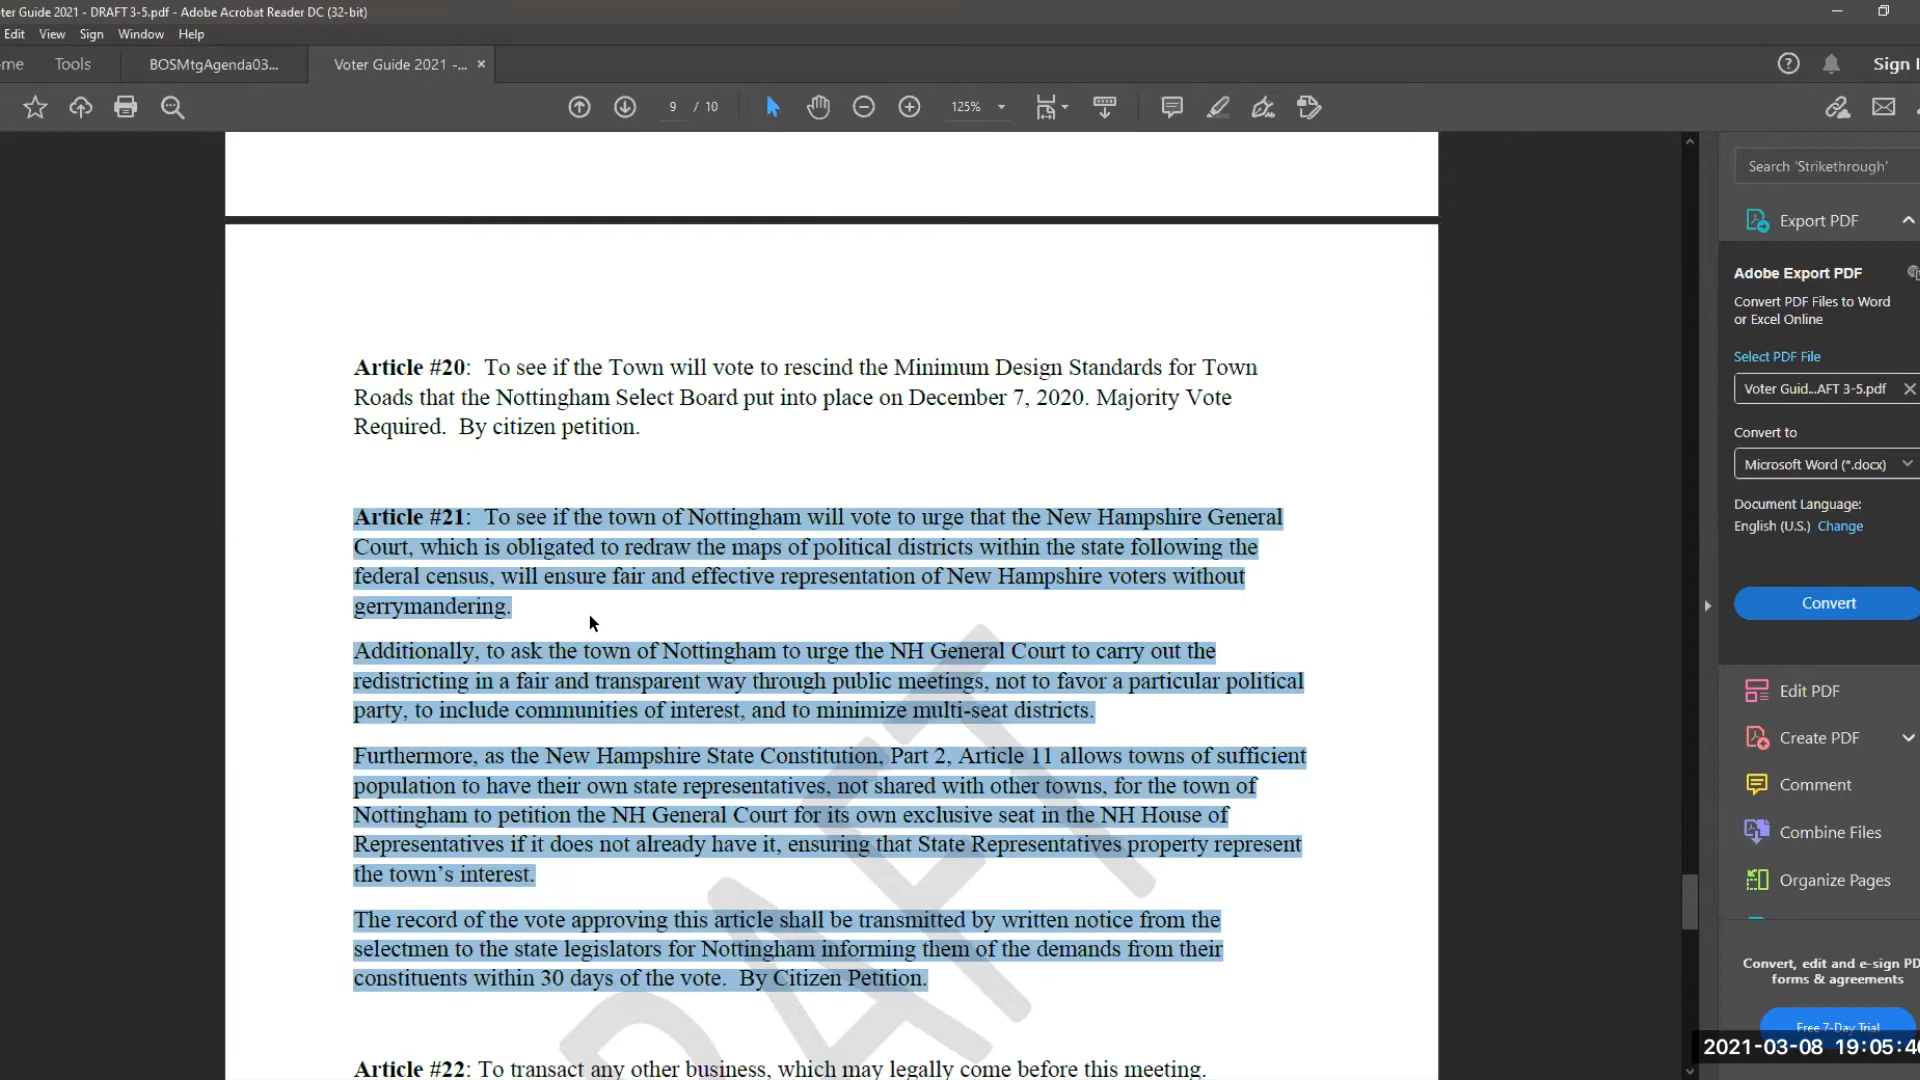 ter Guide 2021 - DRAFT 3-5.pdf - Adobe Acrobat Reader DC (32-bit)
Edit View Sign Window Help
me Tools BOSMtgAgenda03... Voter Guide 2021 -... × Sign I
9 / 10 125%
Search 'Strikethrough'
Export PDF
Adobe Export PDF
Convert PDF Files to Word
or Excel Online
Select PDF File
Voter Guid...AFT 3-5.pdf
Convert to
Microsoft Word (*.docx)
Document Language:
English (U.S.) Change
Convert
Edit PDF
Create PDF
Comment
Combine Files
Organize Pages
Convert, edit and e-sign PD
forms & agreements
Free 7-Day Trial
2021-03-08 19:05:46
Article #20: To see if the Town will vote to rescind the Minimum Design Standards for Town
Roads that the Nottingham Select Board put into place on December 7, 2020. Majority Vote
Required. By citizen petition.
Article #21: To see if the town of Nottingham will vote to urge that the New Hampshire General
Court, which is obligated to redraw the maps of political districts within the state following the
federal census, will ensure fair and effective representation of New Hampshire voters without
gerrymandering.
Additionally, to ask the town of Nottingham to urge the NH General Court to carry out the
redistricting in a fair and transparent way through public meetings, not to favor a particular political
party, to include communities of interest, and to minimize multi-seat districts.
Furthermore, as the New Hampshire State Constitution, Part 2, Article 11 allows towns of sufficient
population to have their own state representatives, not shared with other towns, for the town of
Nottingham to petition the NH General Court for its own exclusive seat in the NH House of
Representatives if it does not already have it, ensuring that State Representatives property represent
the town's interest.
The record of the vote approving this article shall be transmitted by written notice from the
selectmen to the state legislators for Nottingham informing them of the demands from their
constituents within 30 days of the vote. By Citizen Petition.
Article #22: To transact any other business, which may legally come before this meeting.
DRAFT